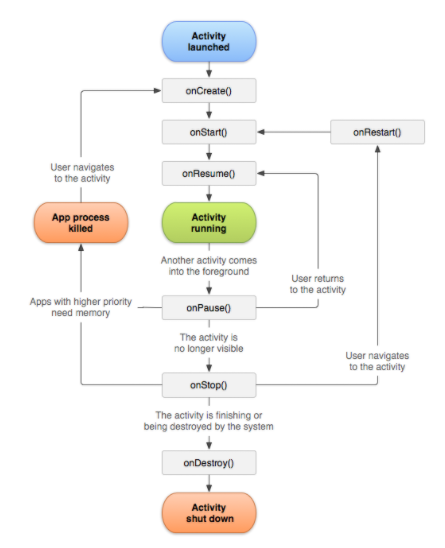 Activity
launched
onCreate()
onStart()
onRestart()
onResume()
User navigates
to the activity
App process
killed
Activity
running
Another activity comes
into the foreground
User returns
to the activity
Apps with higher priority
need memory
onPause()
The activity is
no longer visible
User navigates
to the activity
onStop()
The activity is finishing or
being destroyed by the system
onDestroy()
Activity
shut down